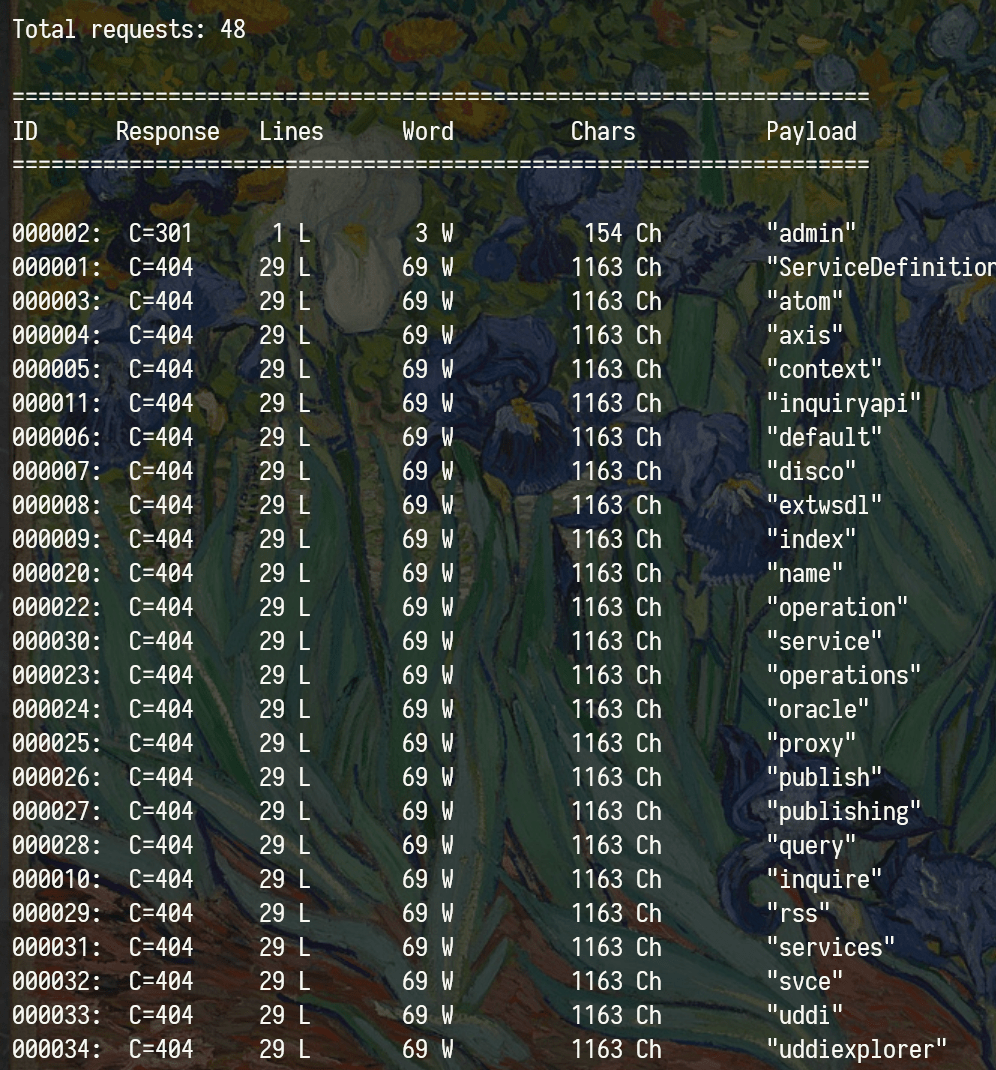 Total requests: 48
==================================================================
ID      Response   Lines      Word         Chars          Payload
==================================================================
000002:  C=301      1 L        3 W          154 Ch        "admin"
000001:  C=404     29 L       69 W         1163 Ch        "ServiceDefinition
000003:  C=404     29 L       69 W         1163 Ch        "atom"
000004:  C=404     29 L       69 W         1163 Ch        "axis"
000005:  C=404     29 L       69 W         1163 Ch        "context"
000011:  C=404     29 L       69 W         1163 Ch        "inquiryapi"
000006:  C=404     29 L       69 W         1163 Ch        "default"
000007:  C=404     29 L       69 W         1163 Ch        "disco"
000008:  C=404     29 L       69 W         1163 Ch        "extwsdl"
000009:  C=404     29 L       69 W         1163 Ch        "index"
000020:  C=404     29 L       69 W         1163 Ch        "name"
000022:  C=404     29 L       69 W         1163 Ch        "operation"
000030:  C=404     29 L       69 W         1163 Ch        "service"
000023:  C=404     29 L       69 W         1163 Ch        "operations"
000024:  C=404     29 L       69 W         1163 Ch        "oracle"
000025:  C=404     29 L       69 W         1163 Ch        "proxy"
000026:  C=404     29 L       69 W         1163 Ch        "publish"
000027:  C=404     29 L       69 W         1163 Ch        "publishing"
000028:  C=404     29 L       69 W         1163 Ch        "query"
000010:  C=404     29 L       69 W         1163 Ch        "inquire"
000029:  C=404     29 L       69 W         1163 Ch        "rss"
000031:  C=404     29 L       69 W         1163 Ch        "services"
000032:  C=404     29 L       69 W         1163 Ch        "svce"
000033:  C=404     29 L       69 W         1163 Ch        "uddi"
000034:  C=404     29 L       69 W         1163 Ch        "uddiexplorer"